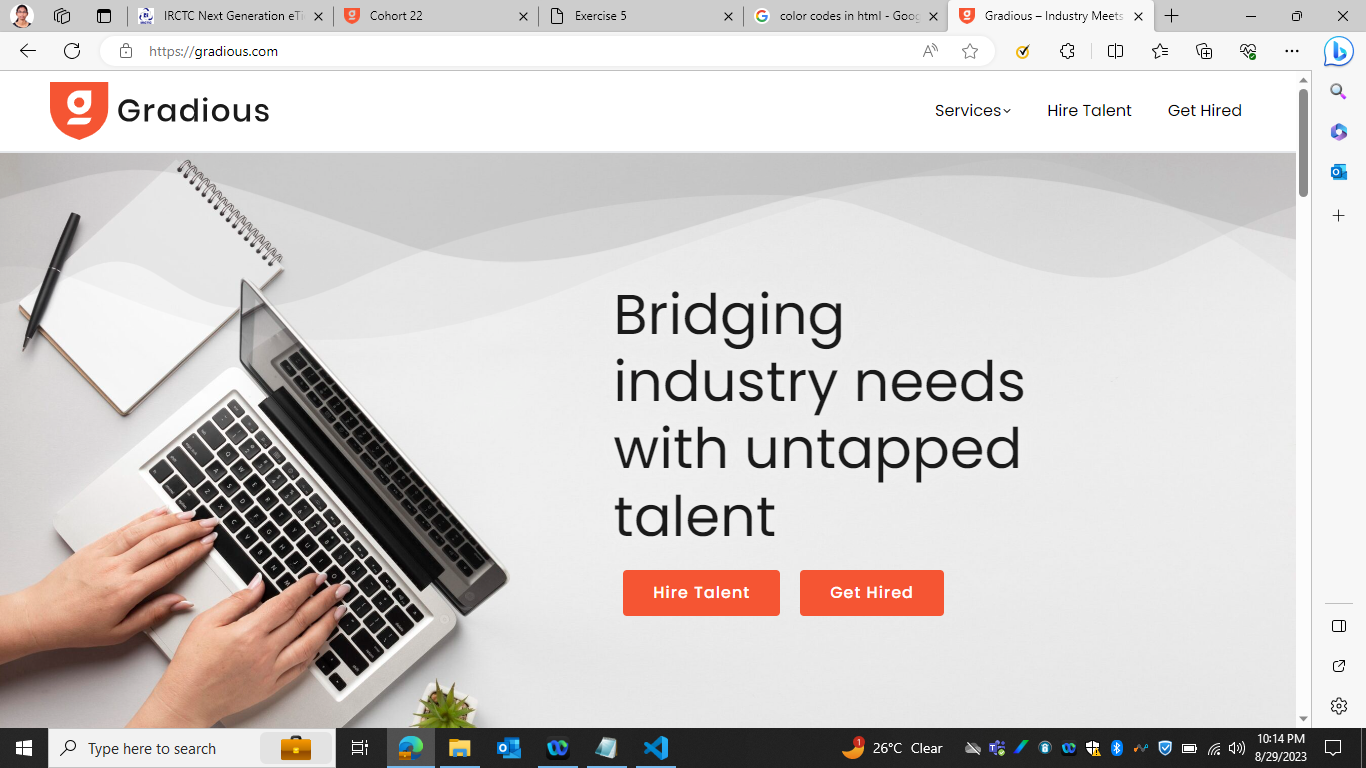 IRCTC Next Generation eTi
Cohort 22
Exercise 5
color codes in html - Goog
Gradious – Industry Meets
https://gradious.com
Gradious
Services
Hire Talent
Get Hired
Bridging
industry needs
with untapped
talent
Hire Talent
Get Hired
Type here to search
1
26°C Clear
10:14 PM
8/29/2023